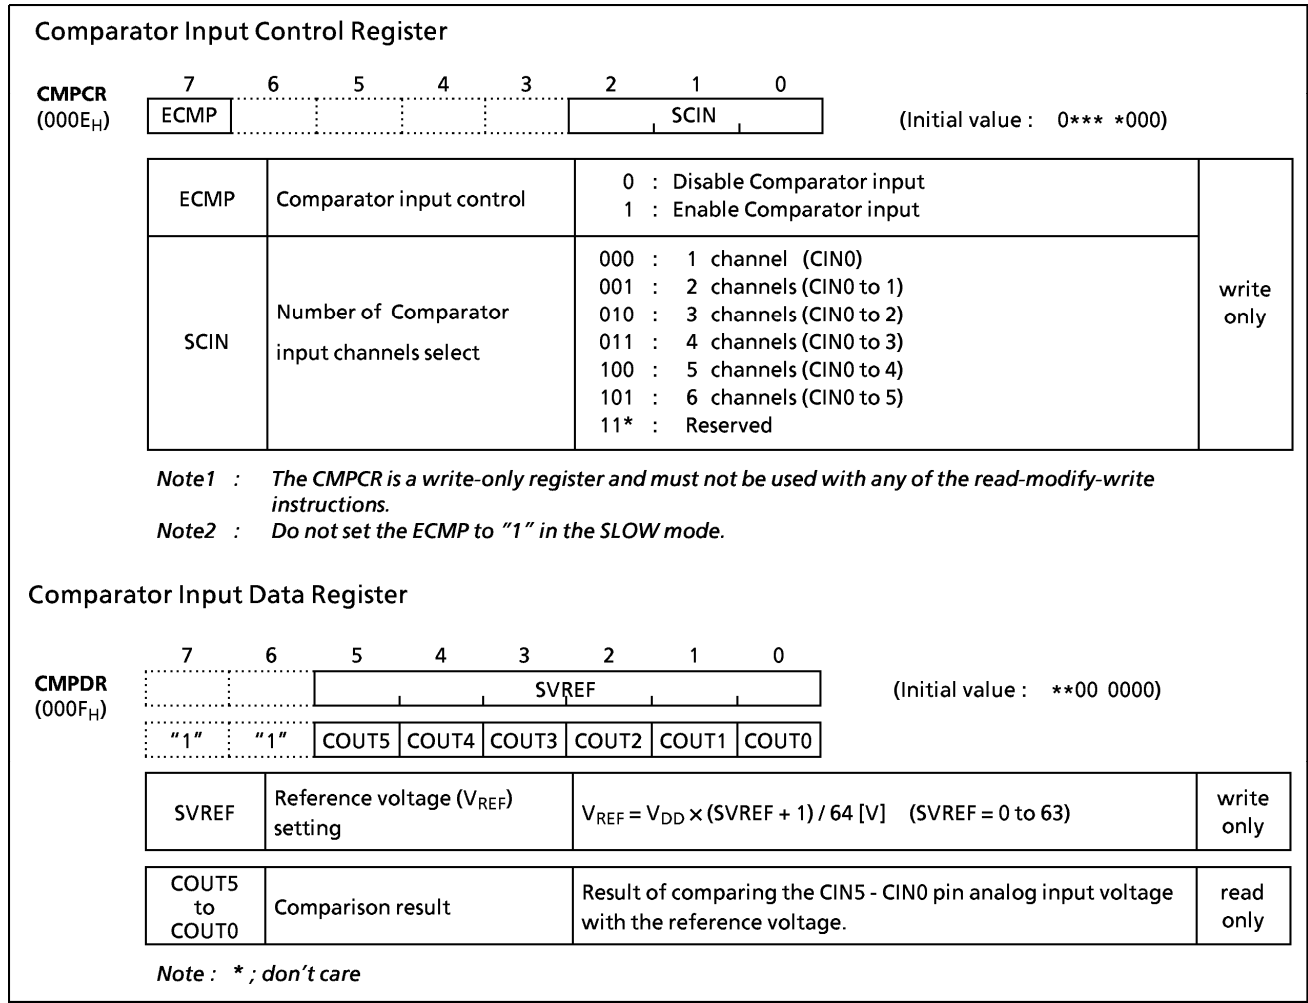 Comparator Input Control Register
7 6 5 4 3 2 1 0
CMPCR
(000EH)
ECMP SCIN (Initial value : 0*** *000)
ECMP Comparator input control 0 : Disable Comparator input
1 : Enable Comparator input
write only
SCIN Number of Comparator input channels select
000 : 1 channel (CIN0)
001 : 2 channels (CIN0 to 1)
010 : 3 channels (CIN0 to 2)
011 : 4 channels (CIN0 to 3)
100 : 5 channels (CIN0 to 4)
101 : 6 channels (CIN0 to 5)
11* : Reserved
Note1 : The CMPCR is a write-only register and must not be used with any of the read-modify-write
instructions.
Note2 : Do not set the ECMP to "1" in the SLOW mode.
Comparator Input Data Register
7 6 5 4 3 2 1 0
CMPDR
(000FH)
SVREF (Initial value : **00 0000)
"1" "1" COUT5 COUT4 COUT3 COUT2 COUT1 COUT0
SVREF Reference voltage (VREF) setting VREF = VDD × (SVREF + 1) / 64 [V] (SVREF = 0 to 63) write only
COUT5
to
COUT0
Comparison result
Result of comparing the CIN5 - CIN0 pin analog input voltage
with the reference voltage.
read
only
Note : * ; don't care